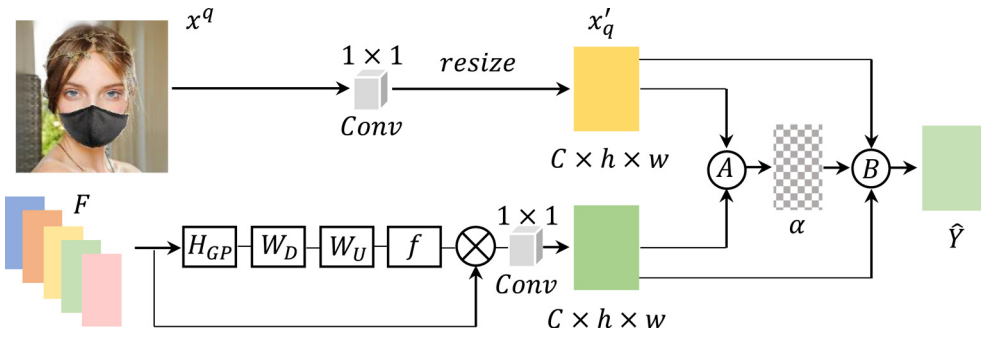 x^q
1 × 1
Conv
resize
x'_q
C × h × w
F
H_GP
W_D
W_U
f
1 × 1
Conv
C × h × w
A
α
B
Ŷ